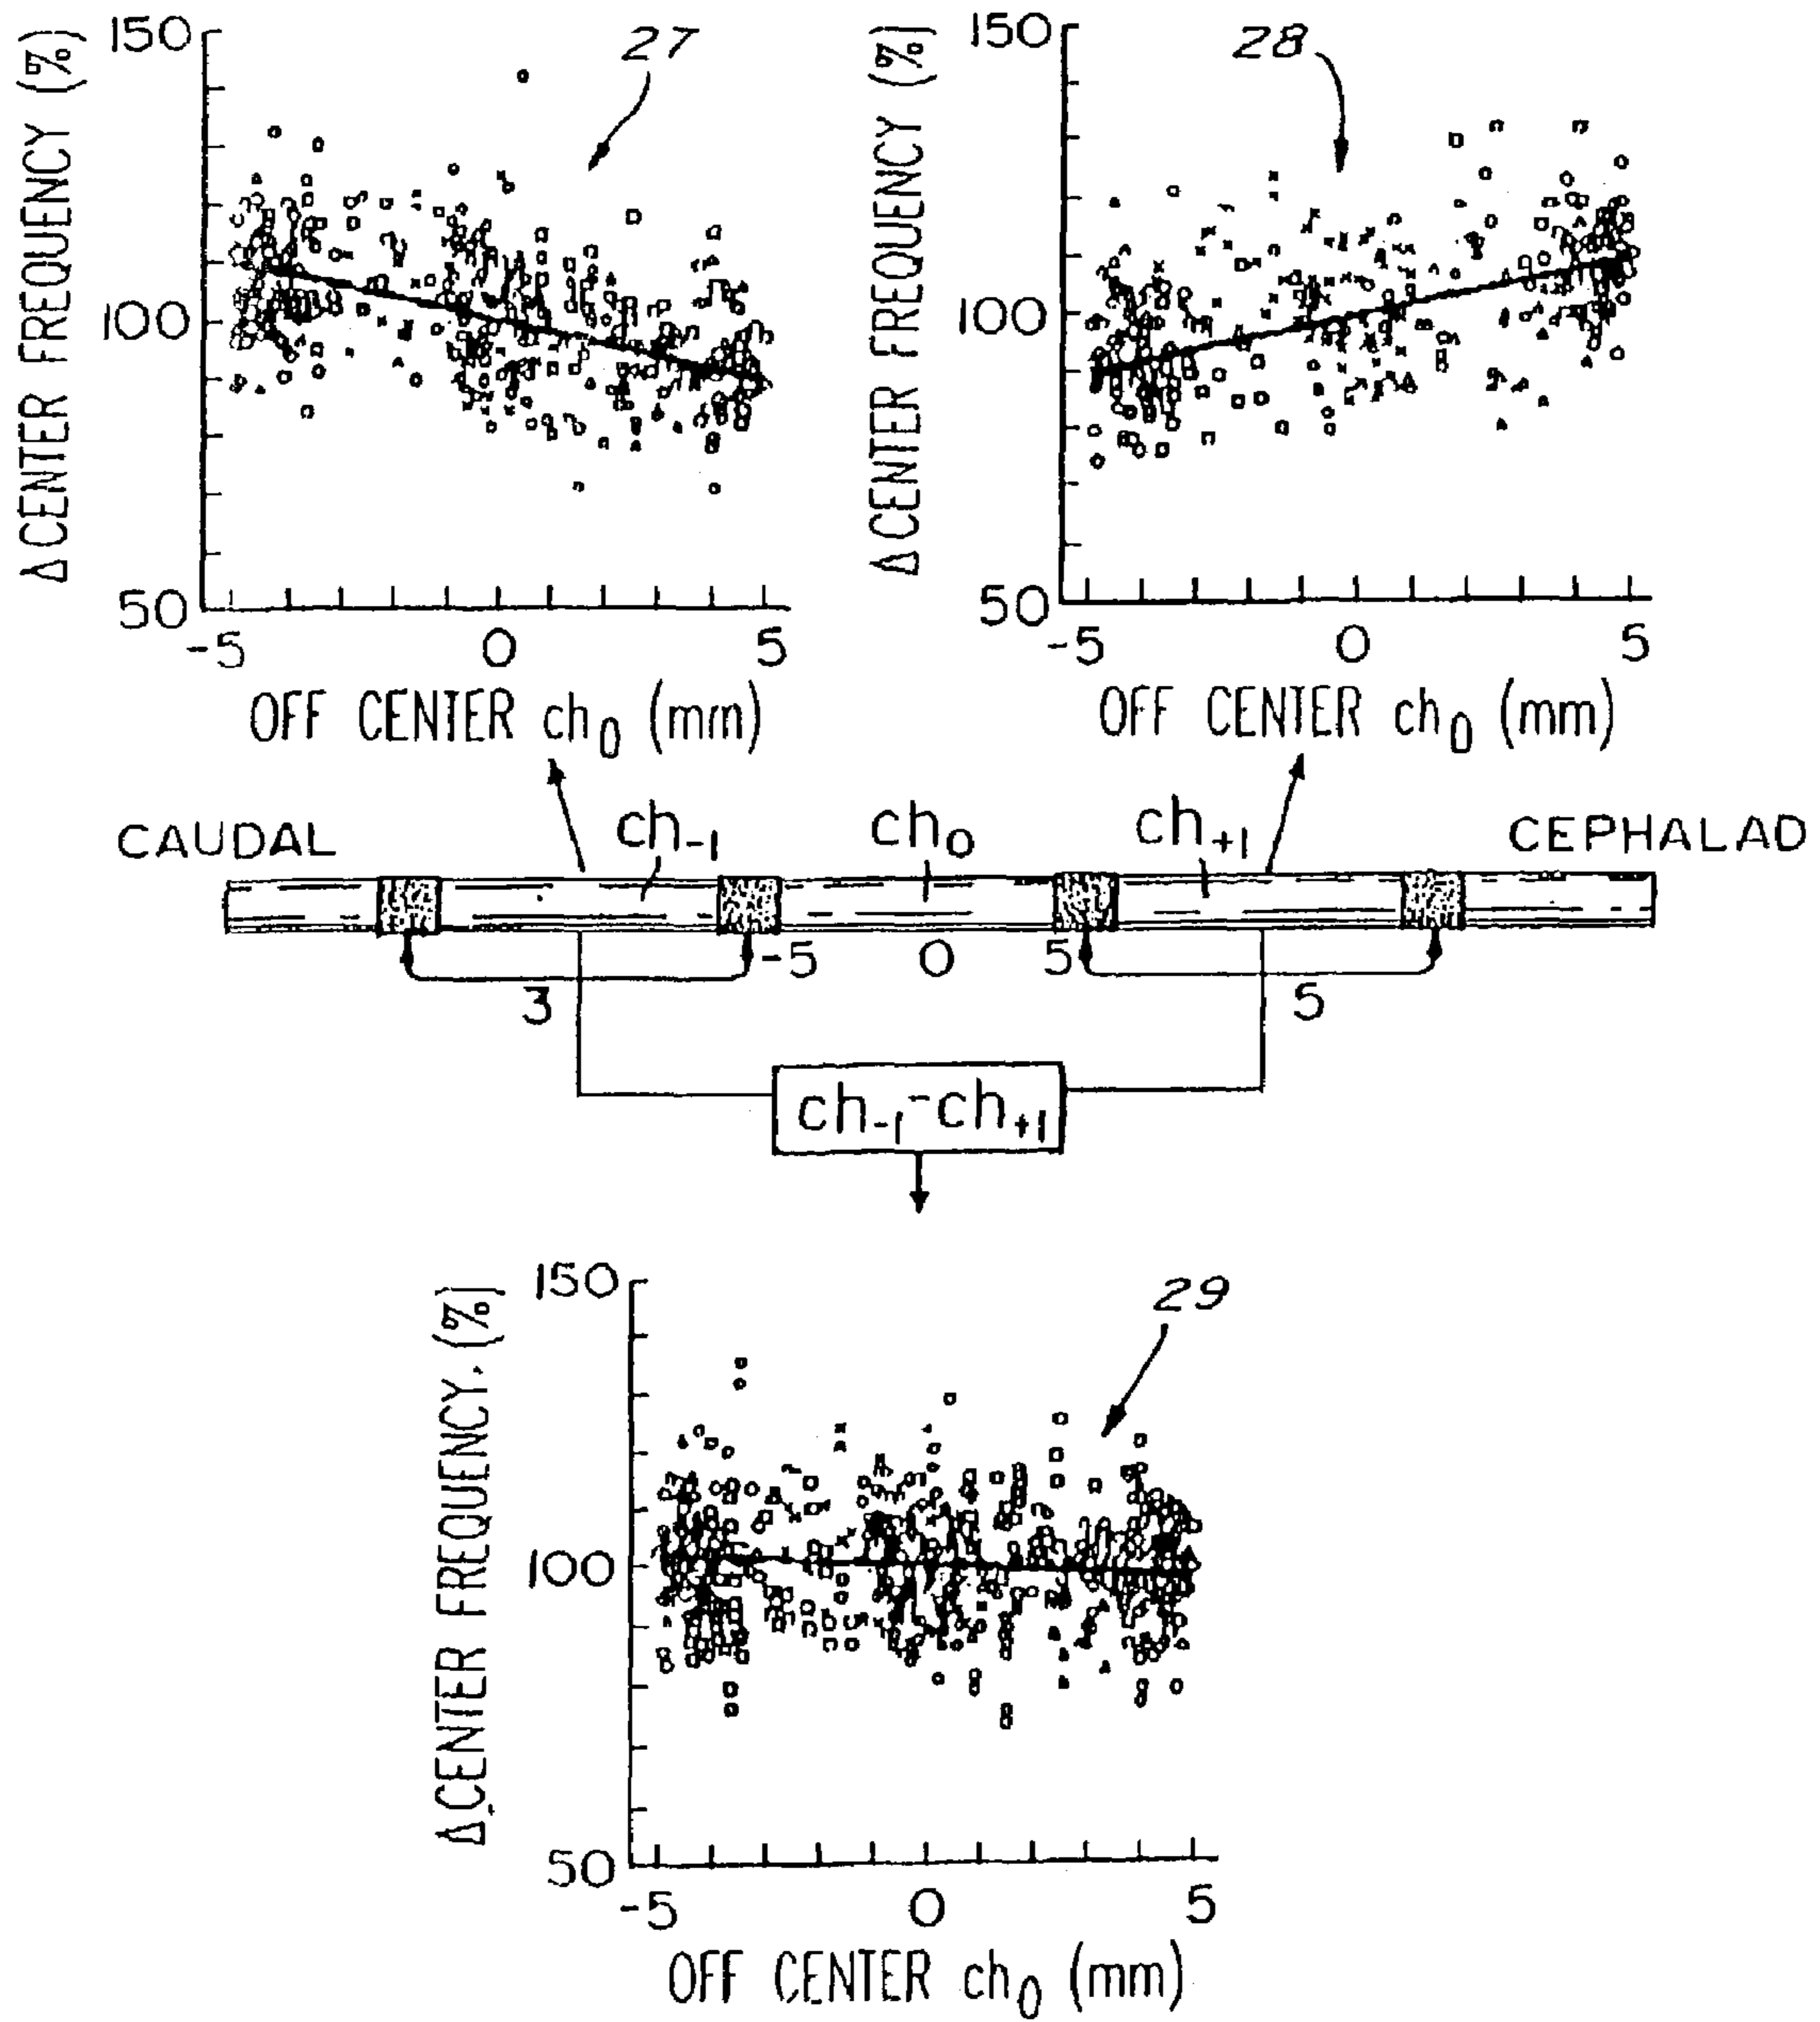 150
100
50
Δ CENTER FREQUENCY (%)
27
-5 0 5
OFF CENTER ch0 (mm)
150
100
50
Δ CENTER FREQUENCY (%)
28
-5 0 5
OFF CENTER ch0 (mm)
CAUDAL ch-1 ch0 ch+1 CEPHALAD
-5 0 5
3 5
ch-1-ch+1
150
100
50
Δ CENTER FREQUENCY. (%)
29
-5 0 5
OFF CENTER ch0 (mm)